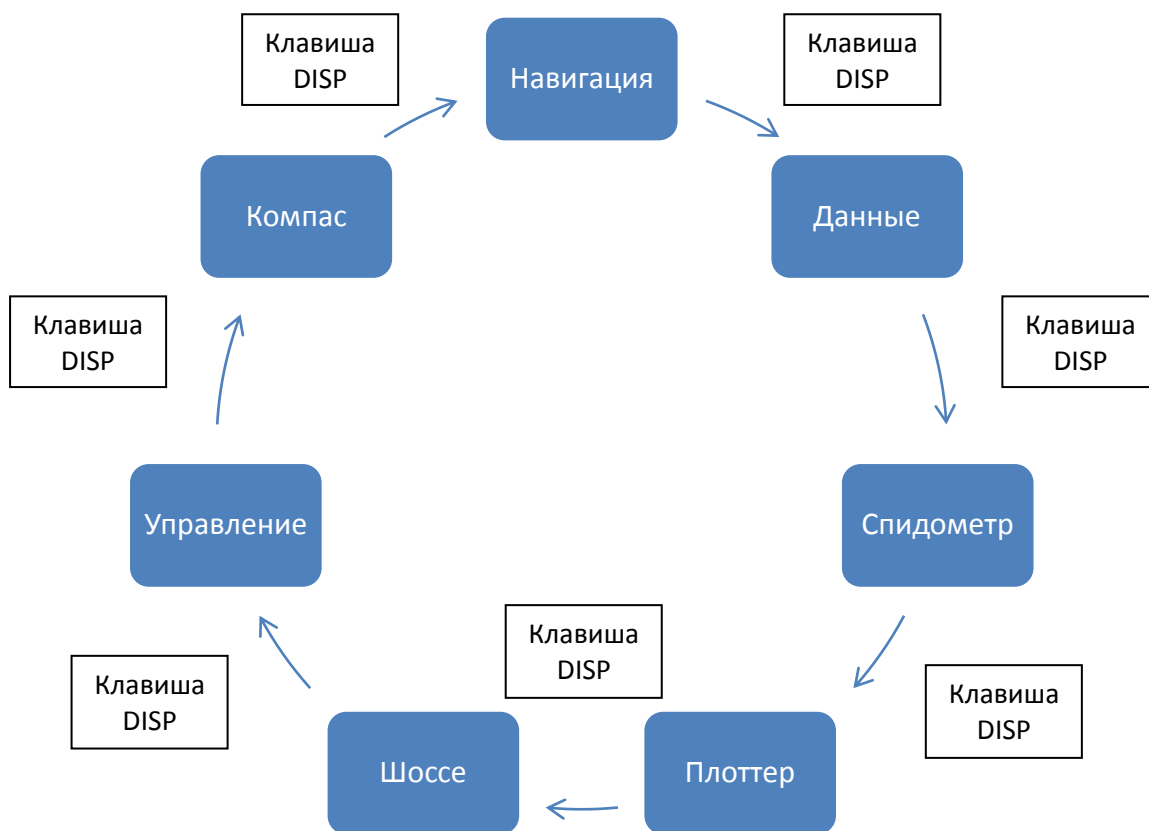 Клавиша
DISP
Навигация
Клавиша
DISP
Компас
Данные
Клавиша
DISP
Клавиша
DISP
Управление
Спидометр
Клавиша
DISP
Клавиша
DISP
Клавиша
DISP
Шоссе
Плоттер